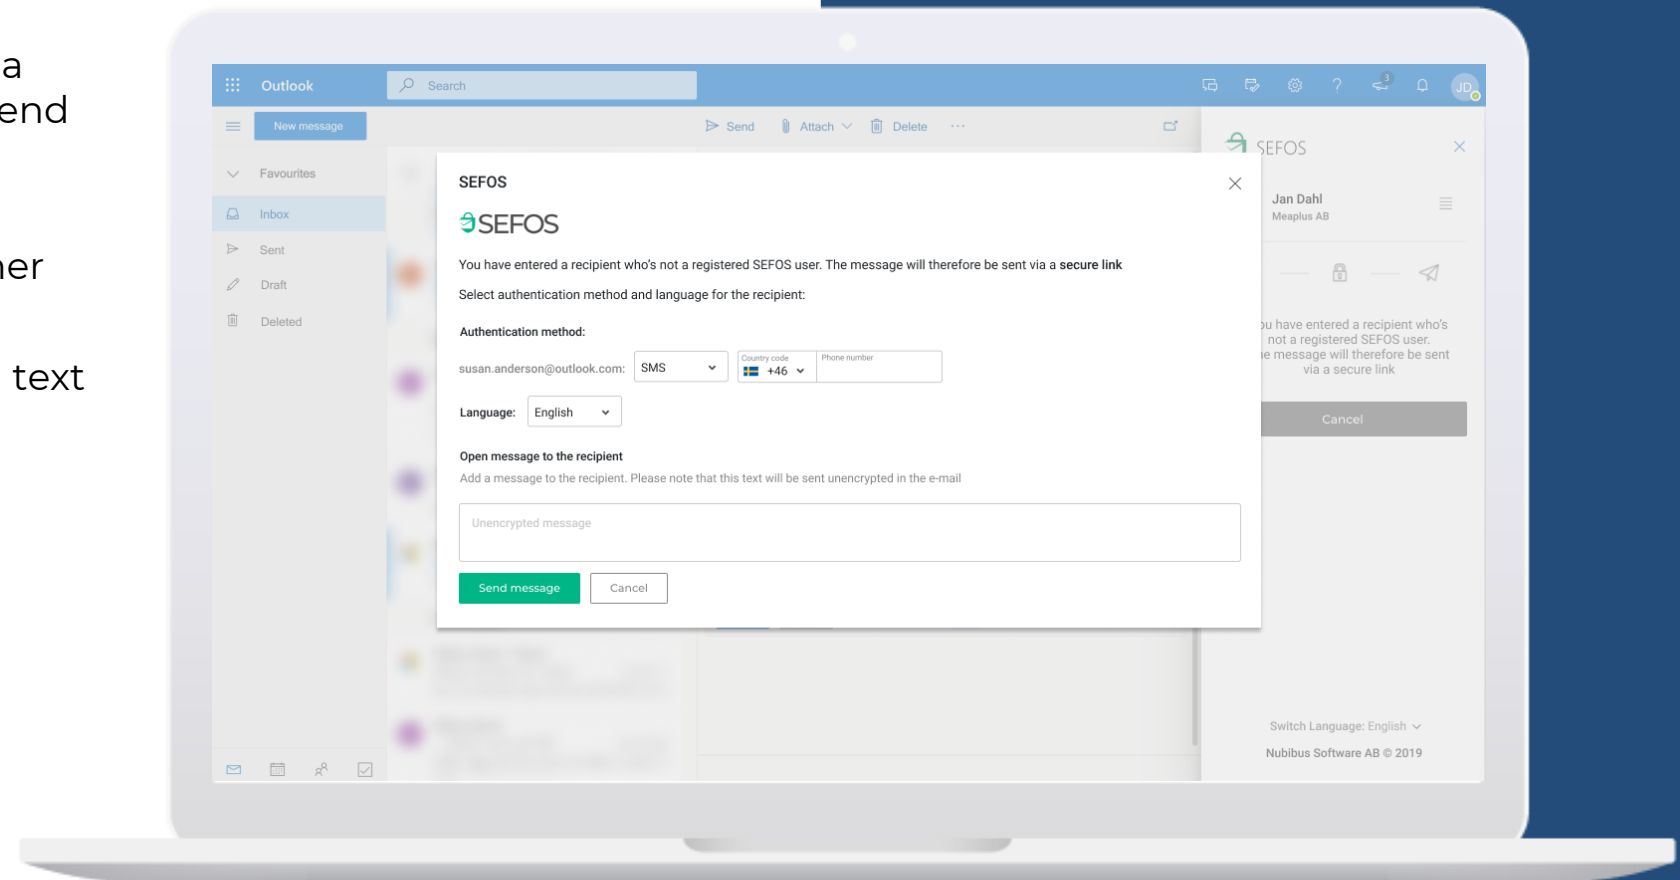 a
end
ner
text
Outlook
Search
3
JD
New message
Send
Attach
Delete
...
SEFOS
Favourites
Inbox
Sent
Draft
Deleted
Jan Dahl
Meaplus AB
SEFOS
SEFOS
You have entered a recipient who's not a registered SEFOS user. The message will therefore be sent via a secure link
Select authentication method and language for the recipient:
Authentication method:
susan.anderson@outlook.com: SMS Country code +46 Phone number
Language: English
Open message to the recipient
Add a message to the recipient. Please note that this text will be sent unencrypted in the e-mail
Unencrypted message
Send message
Cancel
ou have entered a recipient who's
not a registered SEFOS user.
e message will therefore be sent
via a secure link
Cancel
Switch Language: English
Nubibus Software AB © 2019